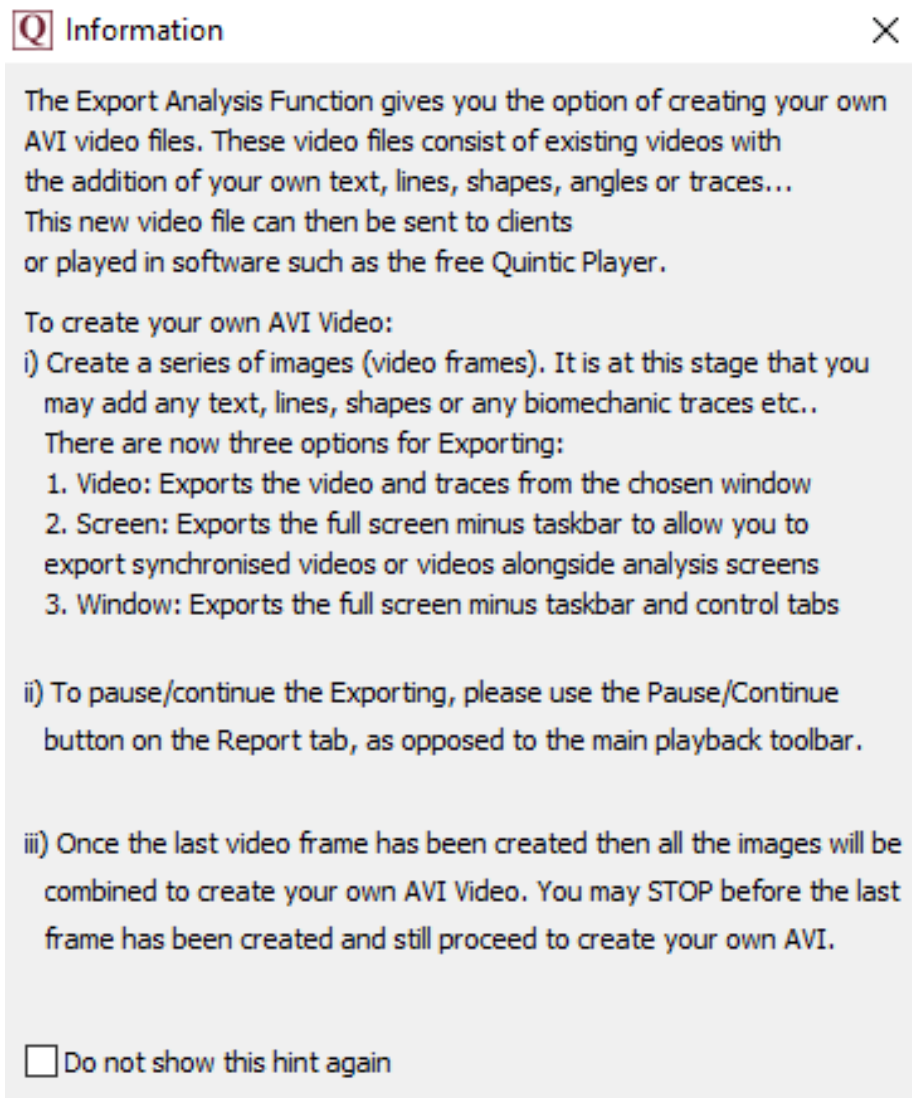 Q Information
The Export Analysis Function gives you the option of creating your own
AVI video files. These video files consist of existing videos with
the addition of your own text, lines, shapes, angles or traces...
This new video file can then be sent to clients
or played in software such as the free Quintic Player.
To create your own AVI Video:
i) Create a series of images (video frames). It is at this stage that you
may add any text, lines, shapes or any biomechanic traces etc..
There are now three options for Exporting:
1. Video: Exports the video and traces from the chosen window
2. Screen: Exports the full screen minus taskbar to allow you to
export synchronised videos or videos alongside analysis screens
3. Window: Exports the full screen minus taskbar and control tabs
ii) To pause/continue the Exporting, please use the Pause/Continue
button on the Report tab, as opposed to the main playback toolbar.
iii) Once the last video frame has been created then all the images will be
combined to create your own AVI Video. You may STOP before the last
frame has been created and still proceed to create your own AVI.
Do not show this hint again